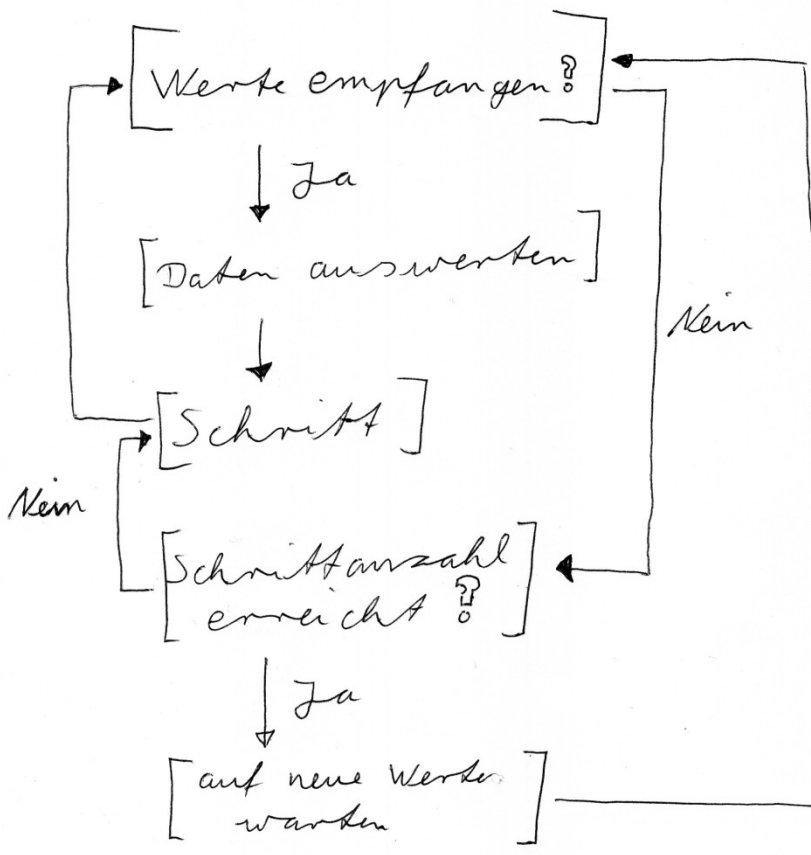 [Werte empfangen?]
Ja
[Daten auswerten]
Nein
[Schritt]
Nein
[Schrittanzahl
erreicht?]
Ja
[auf neue Werte
warten]